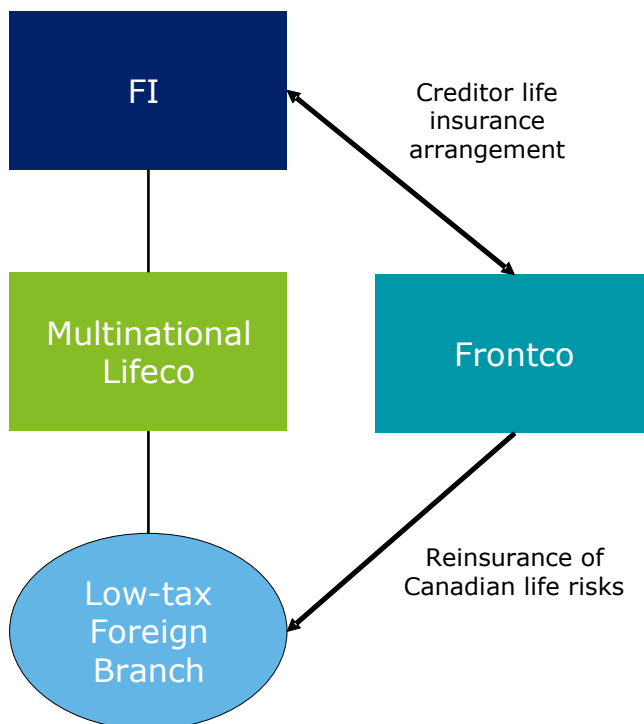 FI
Creditor life
insurance
arrangement
Multinational
Lifeco
Frontco
Reinsurance of
Canadian life risks
Low-tax
Foreign
Branch